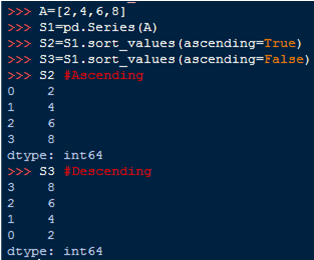 >>> A=[2,4,6,8]
>>> S1=pd.Series(A)
>>> S2=S1.sort_values(ascending=True)
>>> S3=S1.sort_values(ascending=False)
>>> S2 #Ascending
0    2
1    4
2    6
3    8
dtype: int64
>>> S3 #Descending
3    8
2    6
1    4
0    2
dtype: int64